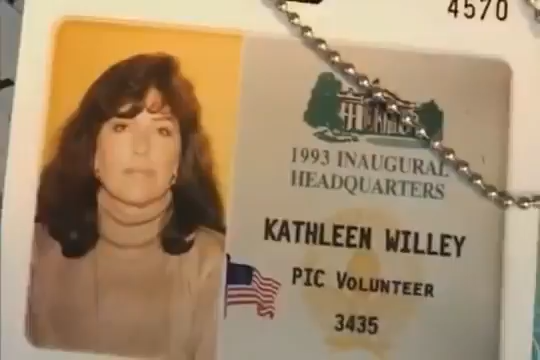 4570
1993 INAUGURAL
HEADQUARTERS
KATHLEEN WILLEY
PIC VOLUNTEER
3435